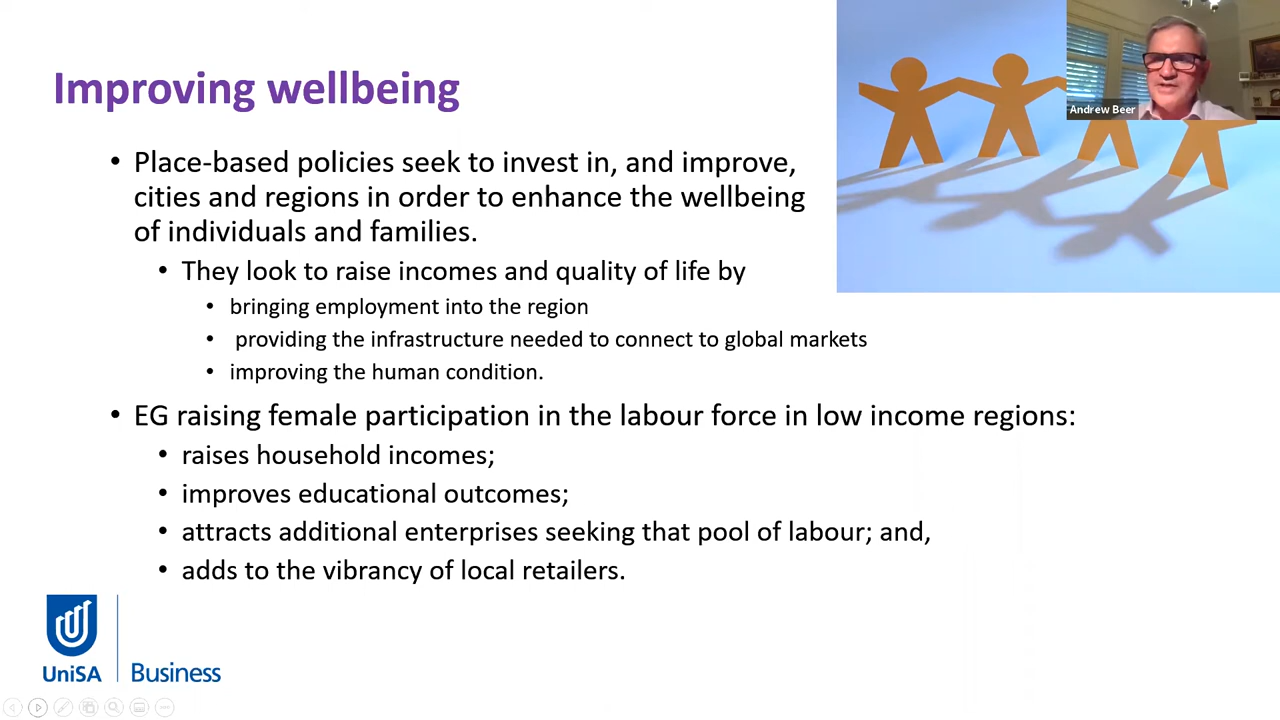 Improving wellbeing
Andrew Beer
• Place-based policies seek to invest in, and improve,
cities and regions in order to enhance the wellbeing
of individuals and families.
• They look to raise incomes and quality of life by
• bringing employment into the region
• providing the infrastructure needed to connect to global markets
• improving the human condition.
• EG raising female participation in the labour force in low income regions:
• raises household incomes;
• improves educational outcomes;
• attracts additional enterprises seeking that pool of labour; and,
• adds to the vibrancy of local retailers.
UniSA
Business